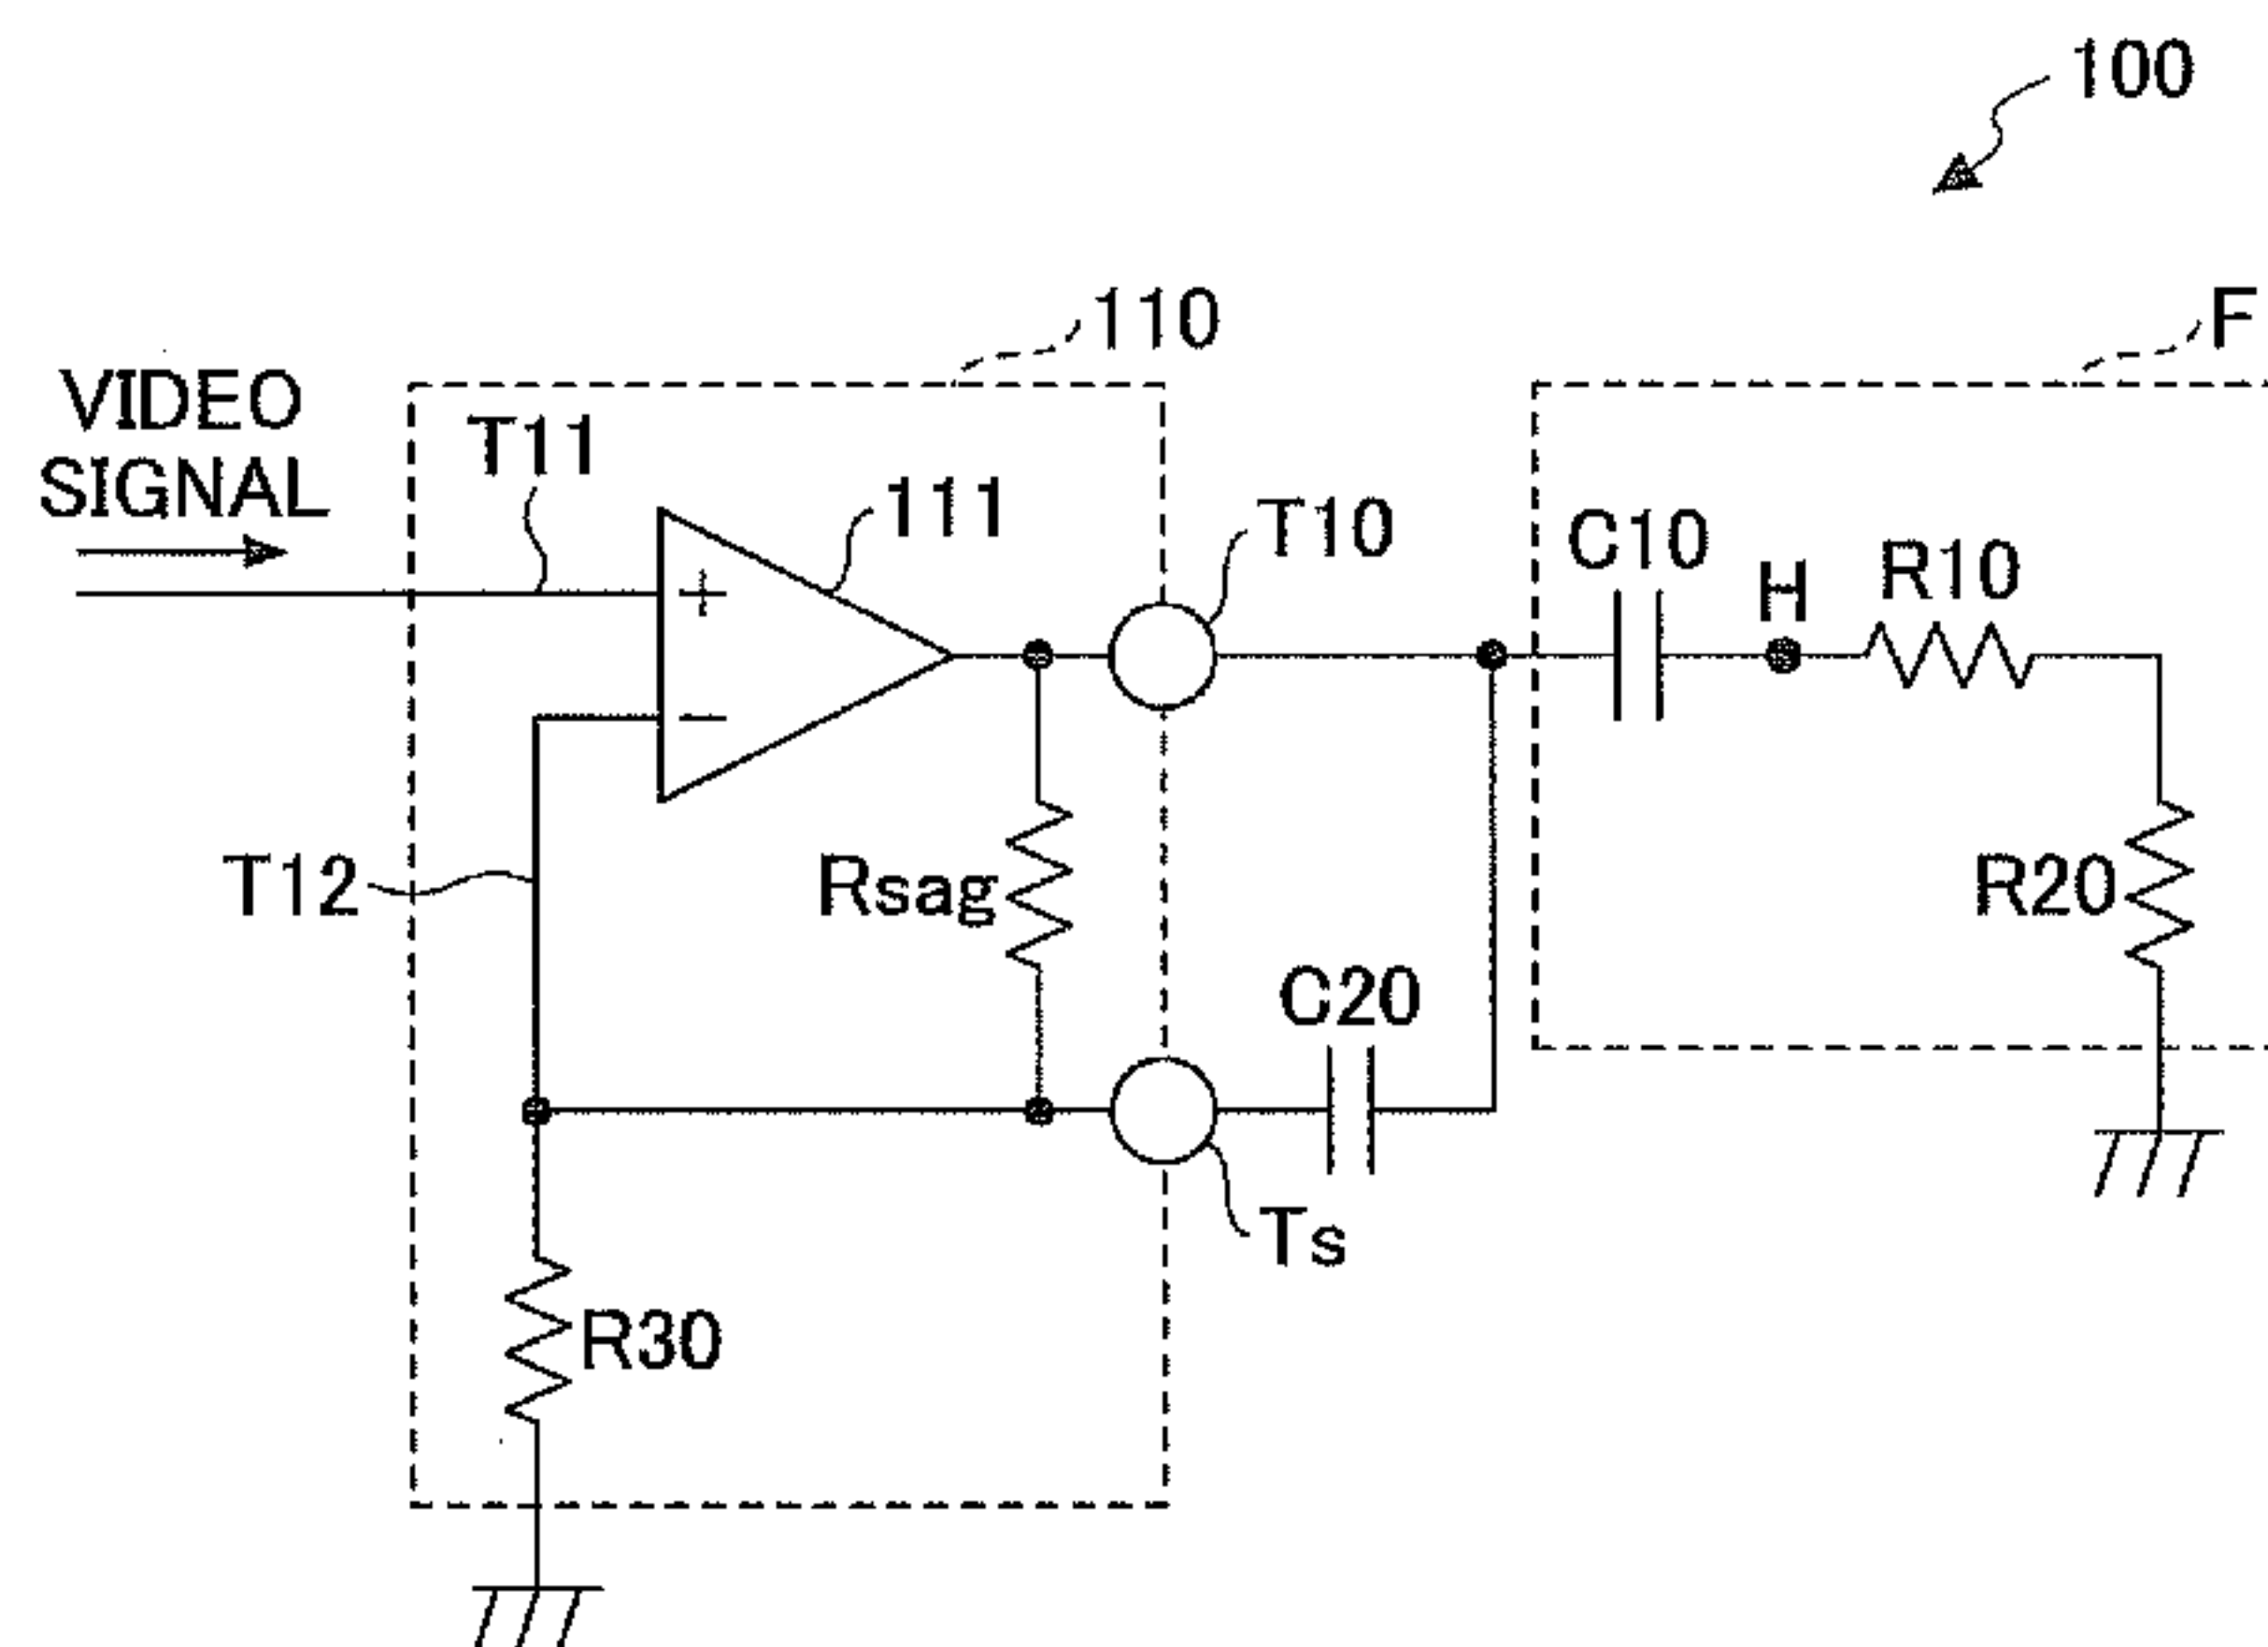 100
110
F
VIDEO
SIGNAL
T11
111
T10
C10
H
R10
+
−
T12
Rsag
R20
C20
Ts
R30